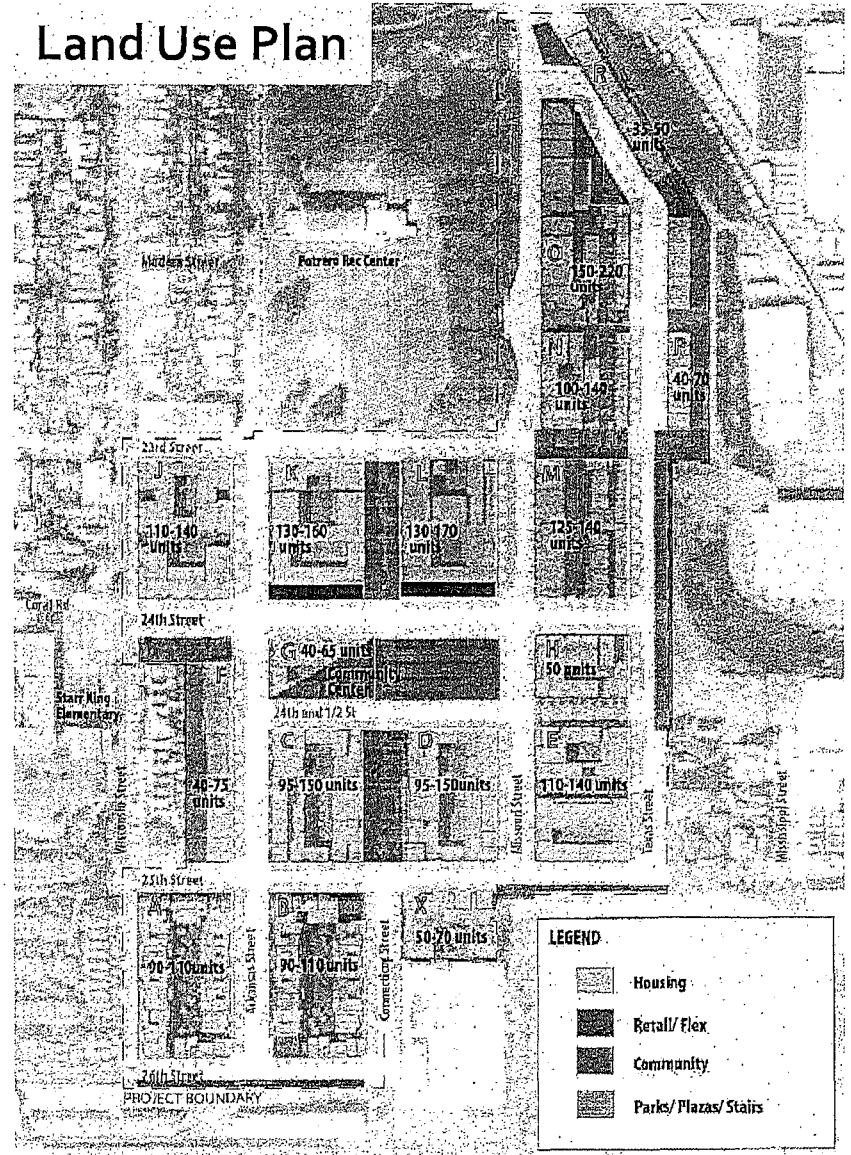 Land Use Plan
R
35-50
units
Madera Street
Potrero Rec Center
O
150-220
units
N
100-140
units
P
40-70
units
23rd Street
J
110-140
units
K
130-160
units
L
130-170
units
M
125-140
units
Coral Rd
24th Street
G 40-65 units
Community
Center
H
50 units
F
Starr King
Elementary
24th and 1/2 St
C
95-150 units
D
95-150units
E
110-140 units
40-75
units
Wisconsin Street
Missouri Street
Texas Street
Mississippi Street
25th Street
A
90-110units
B
90-110 units
X
50-70 units
Arkansas Street
Connecticut Street
26th Street
PROJECT BOUNDARY
LEGEND
Housing
Retail/ Flex
Community
Parks/ Plazas/ Stairs